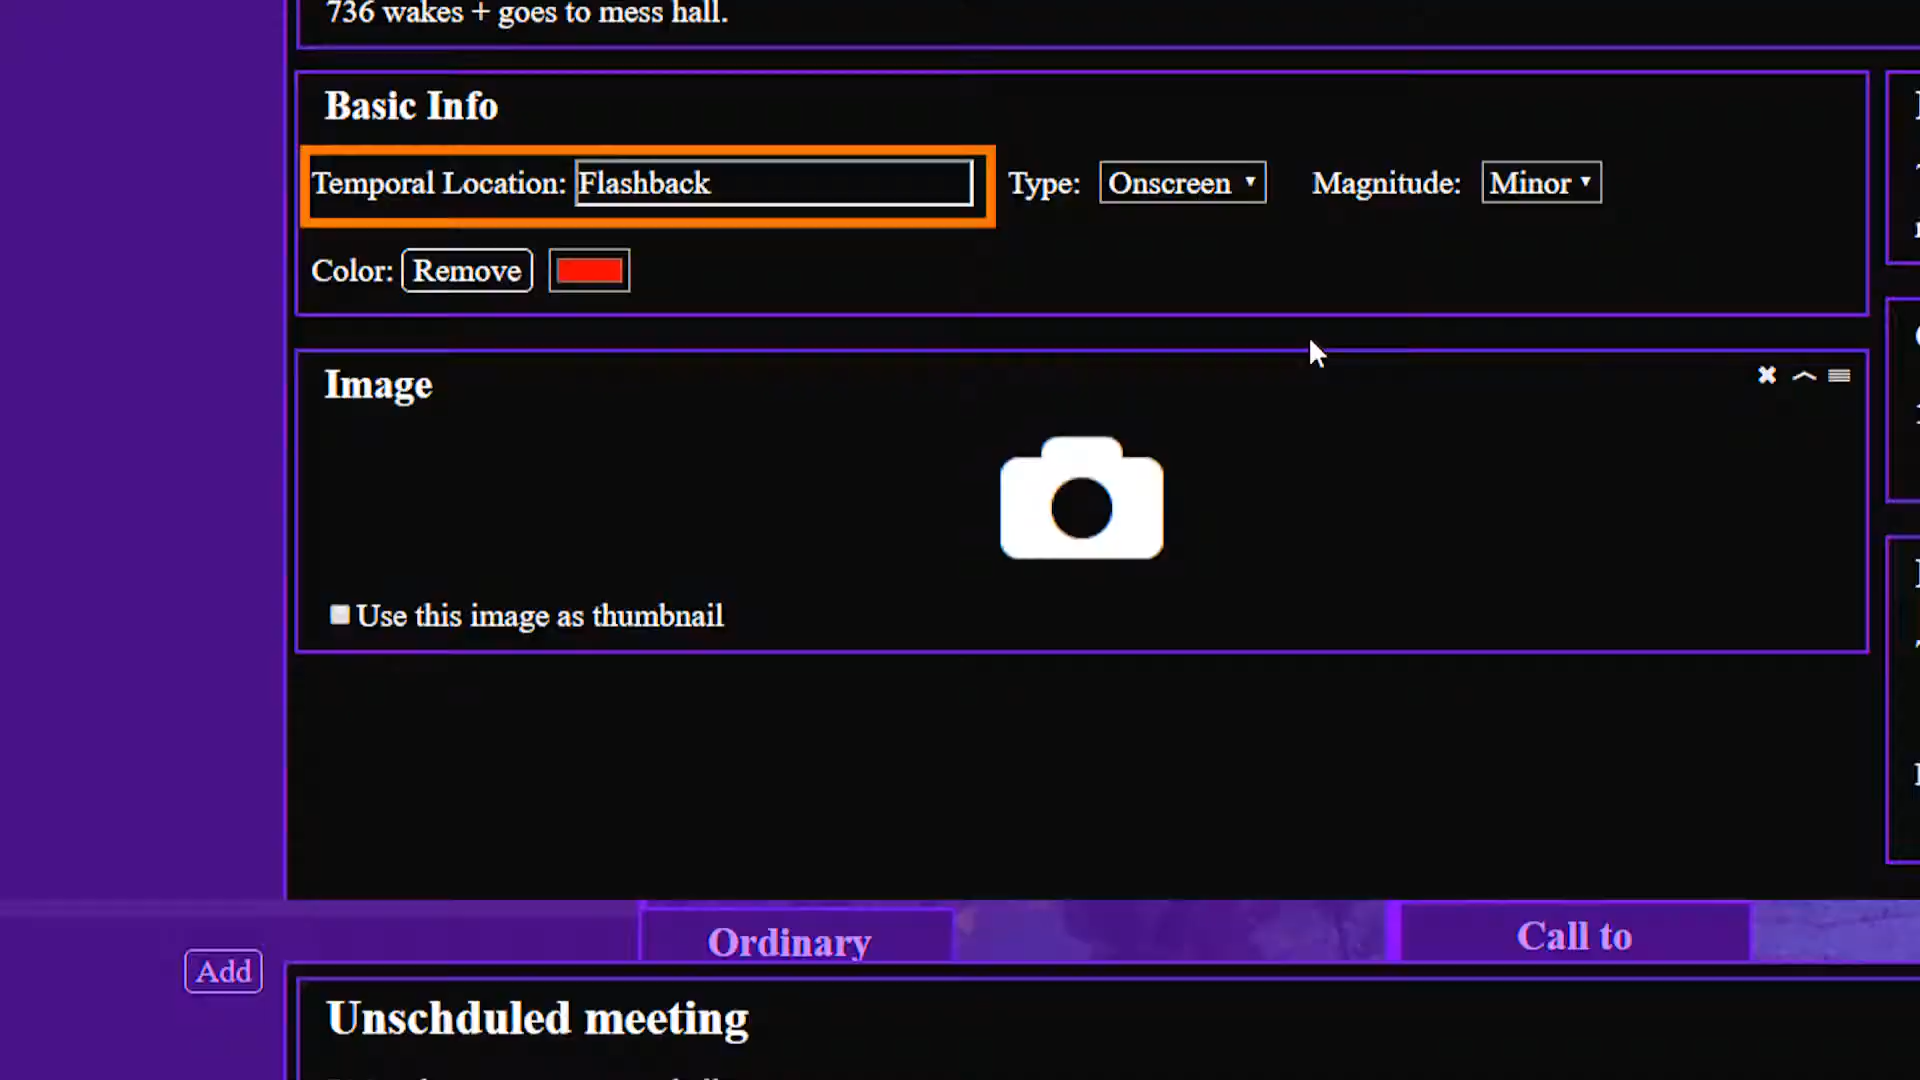 736 wakes + goes to mess hall.
Basic Info
Temporal Location: Flashback Type: Onscreen Magnitude: Minor
Color: Remove
Image
Use this image as thumbnail
Ordinary
Call to
Add
Unschduled meeting